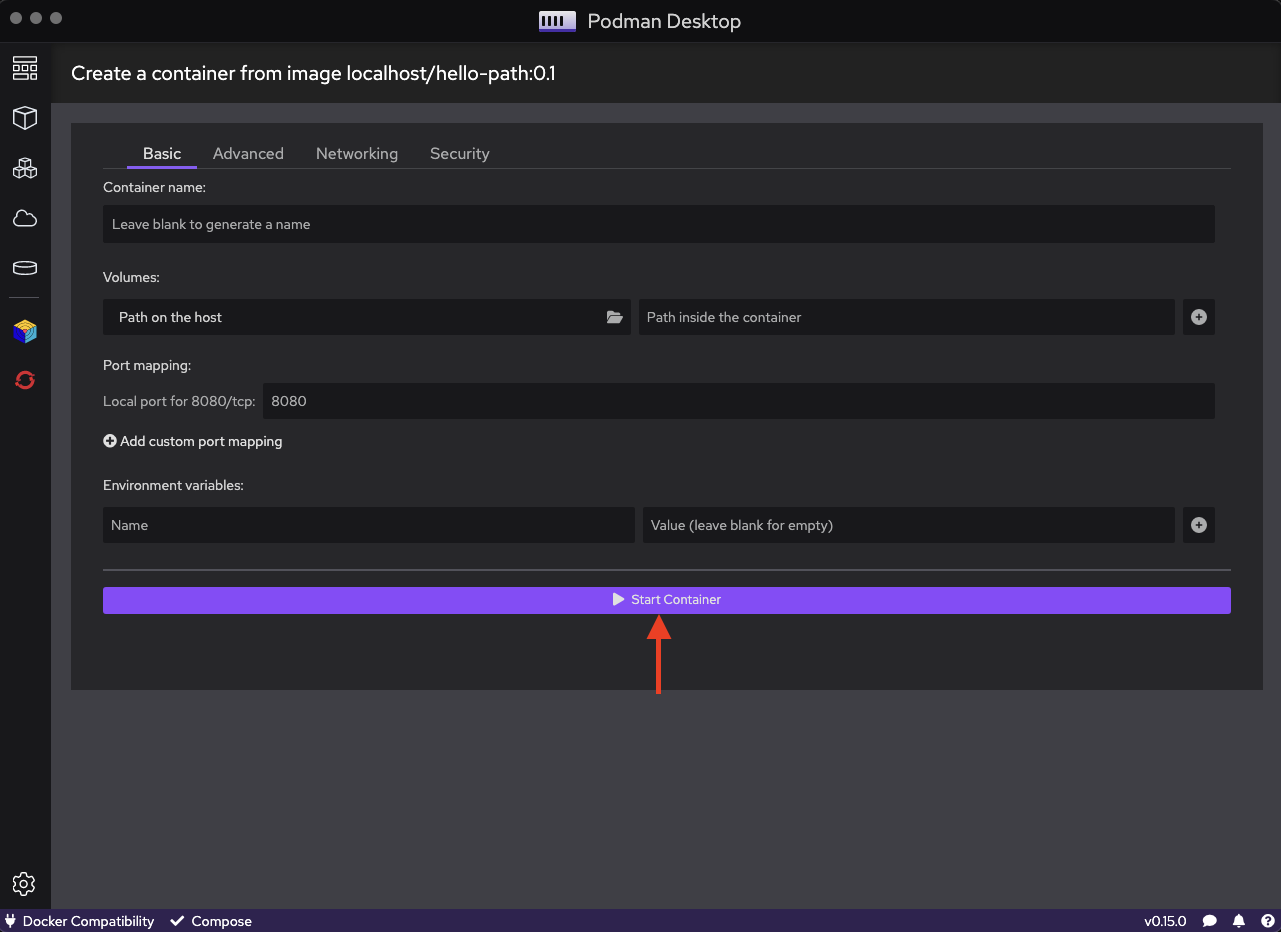 Podman Desktop
Create a container from image localhost/hello-path:0.1
Basic Advanced Networking Security
Container name:
Leave blank to generate a name
Volumes:
Path on the host Path inside the container
Port mapping:
Local port for 8080/tcp: 8080
Add custom port mapping
Environment variables:
Name Value (leave blank for empty)
Start Container
Docker Compatibility Compose v0.15.0